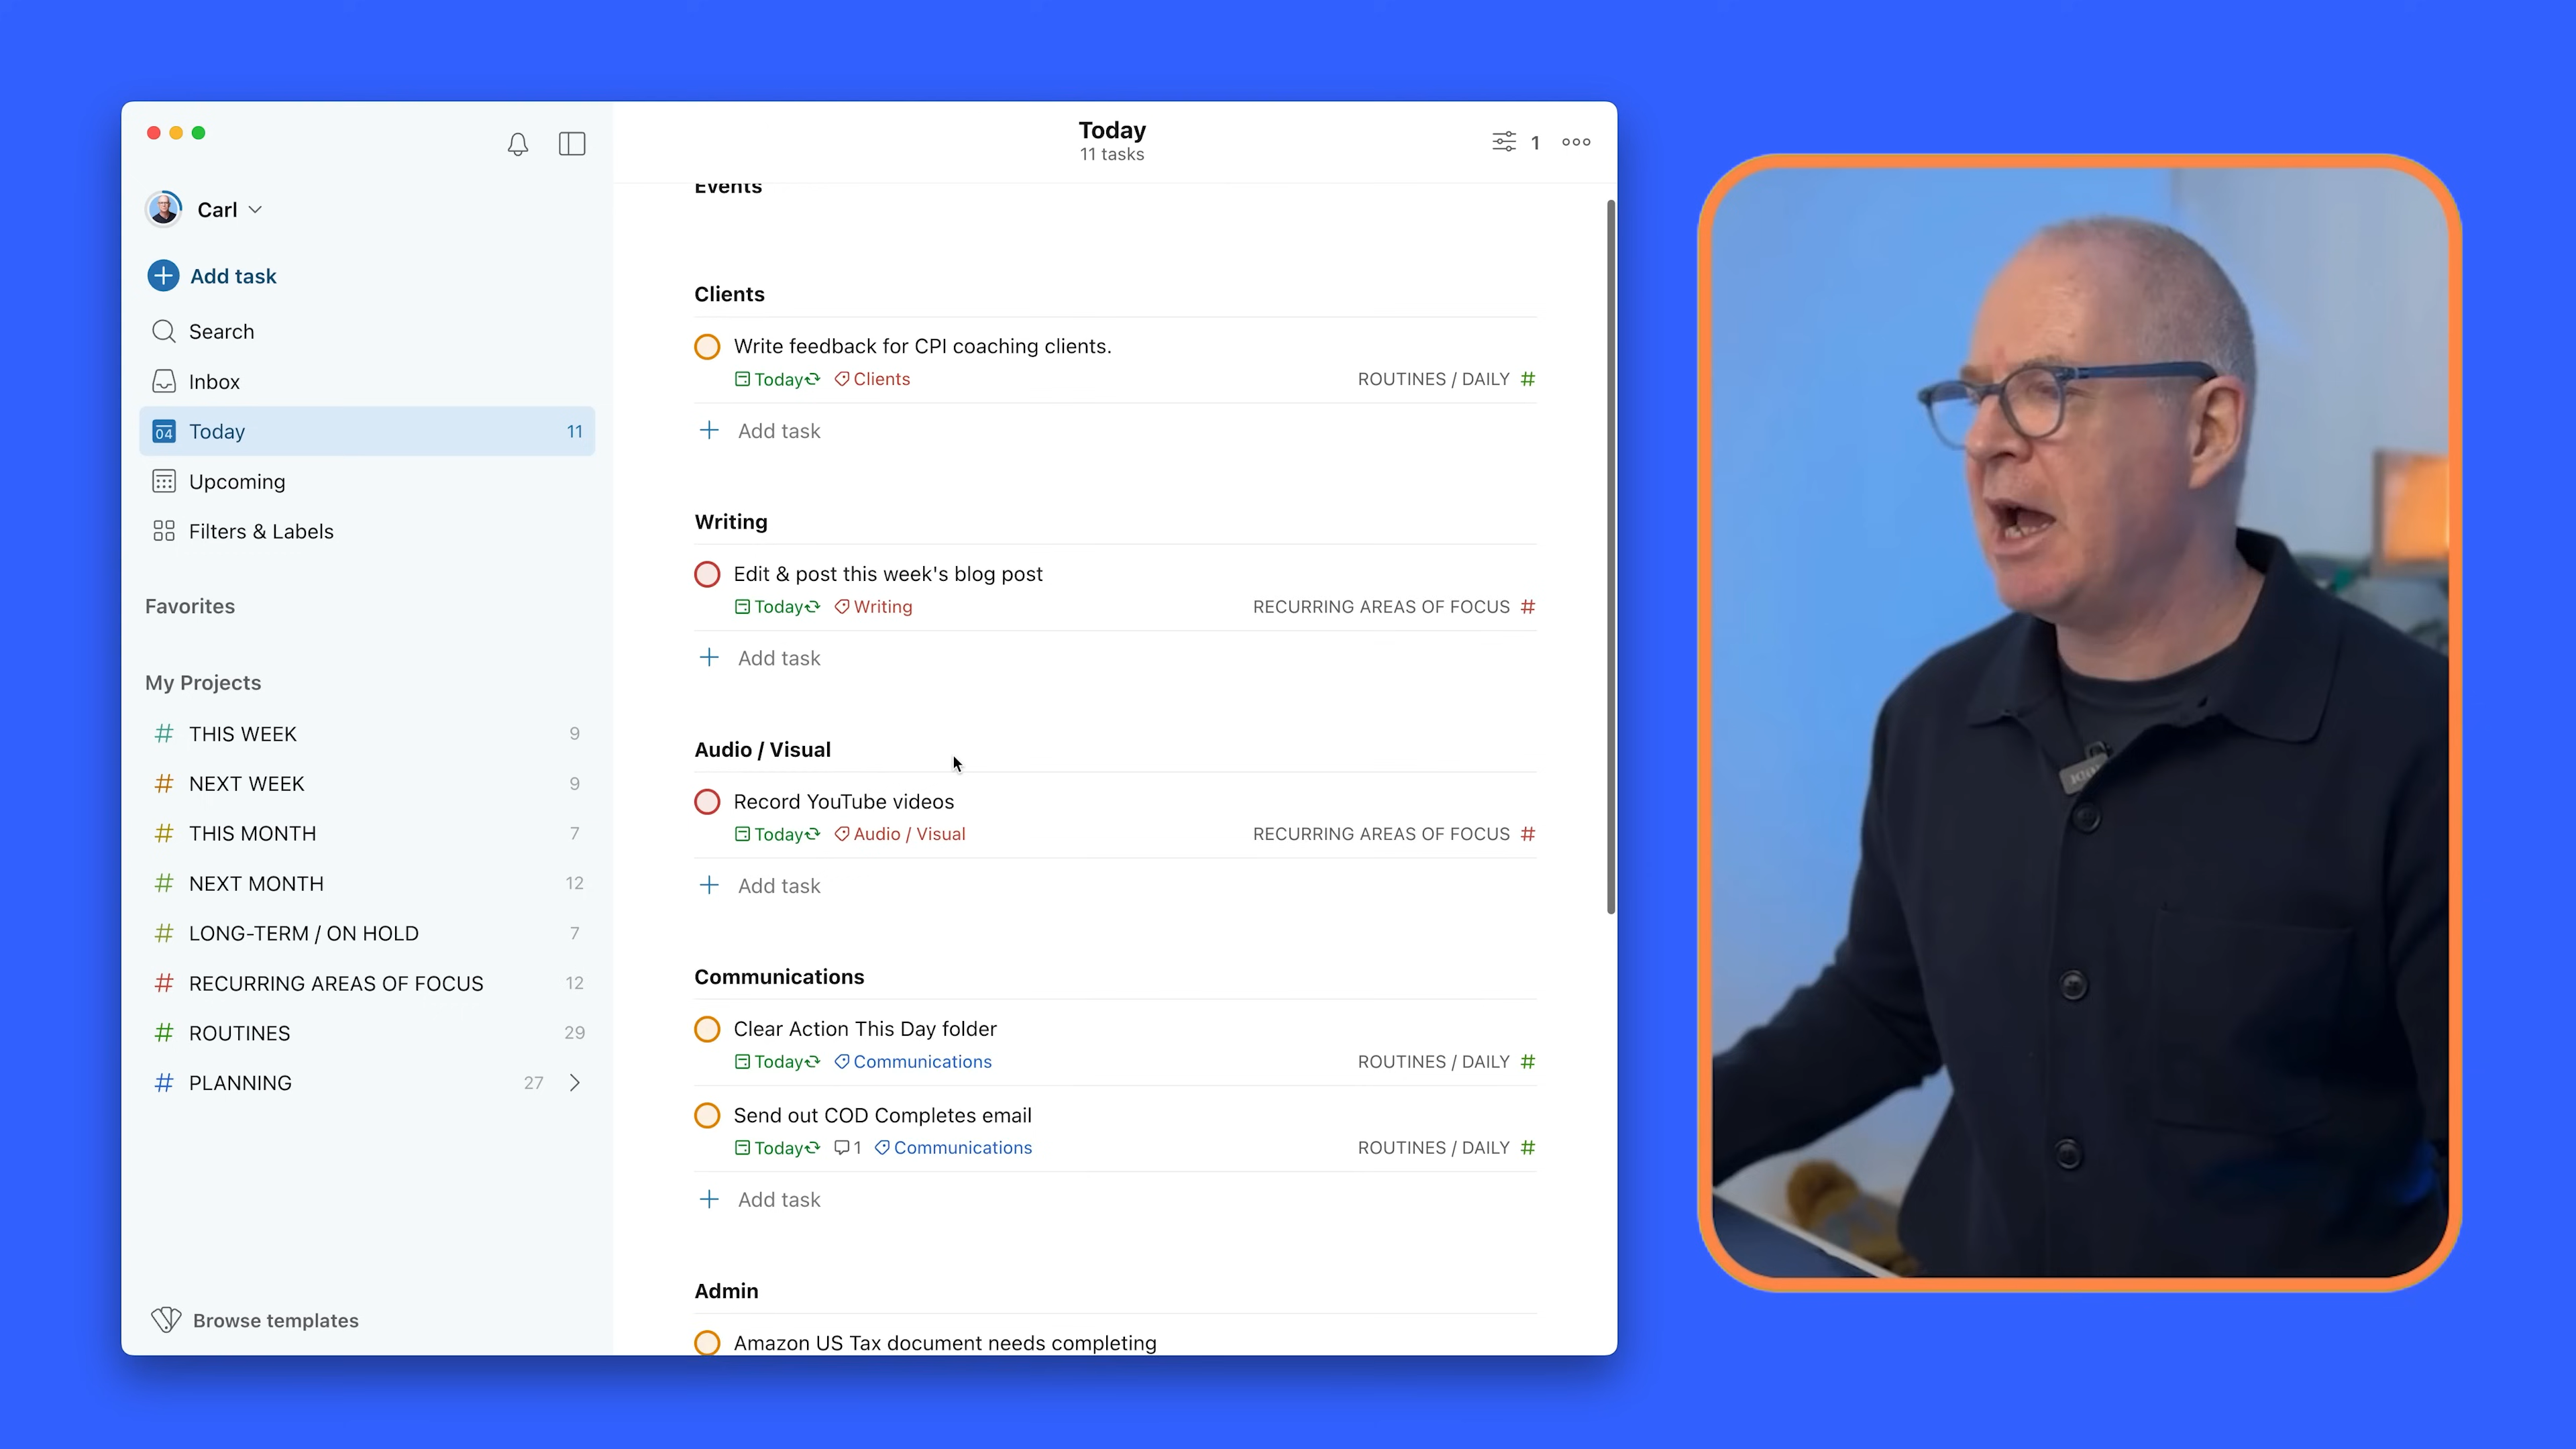 Carl
Add task
Search
Inbox
04 Today 11
Upcoming
Filters & Labels
Favorites
My Projects
# THIS WEEK 9
# NEXT WEEK 9
# THIS MONTH 7
# NEXT MONTH 12
# LONG-TERM / ON HOLD 7
# RECURRING AREAS OF FOCUS 12
# ROUTINES 29
# PLANNING 27
Browse templates
Today
11 tasks
1
Events
Clients
Write feedback for CPI coaching clients.
Today Clients ROUTINES / DAILY #
Add task
Writing
Edit & post this week's blog post
Today Writing RECURRING AREAS OF FOCUS #
Add task
Audio / Visual
Record YouTube videos
Today Audio / Visual RECURRING AREAS OF FOCUS #
Add task
Communications
Clear Action This Day folder
Today Communications ROUTINES / DAILY #
Send out COD Completes email
Today 1 Communications ROUTINES / DAILY #
Add task
Admin
Amazon US Tax document needs completing